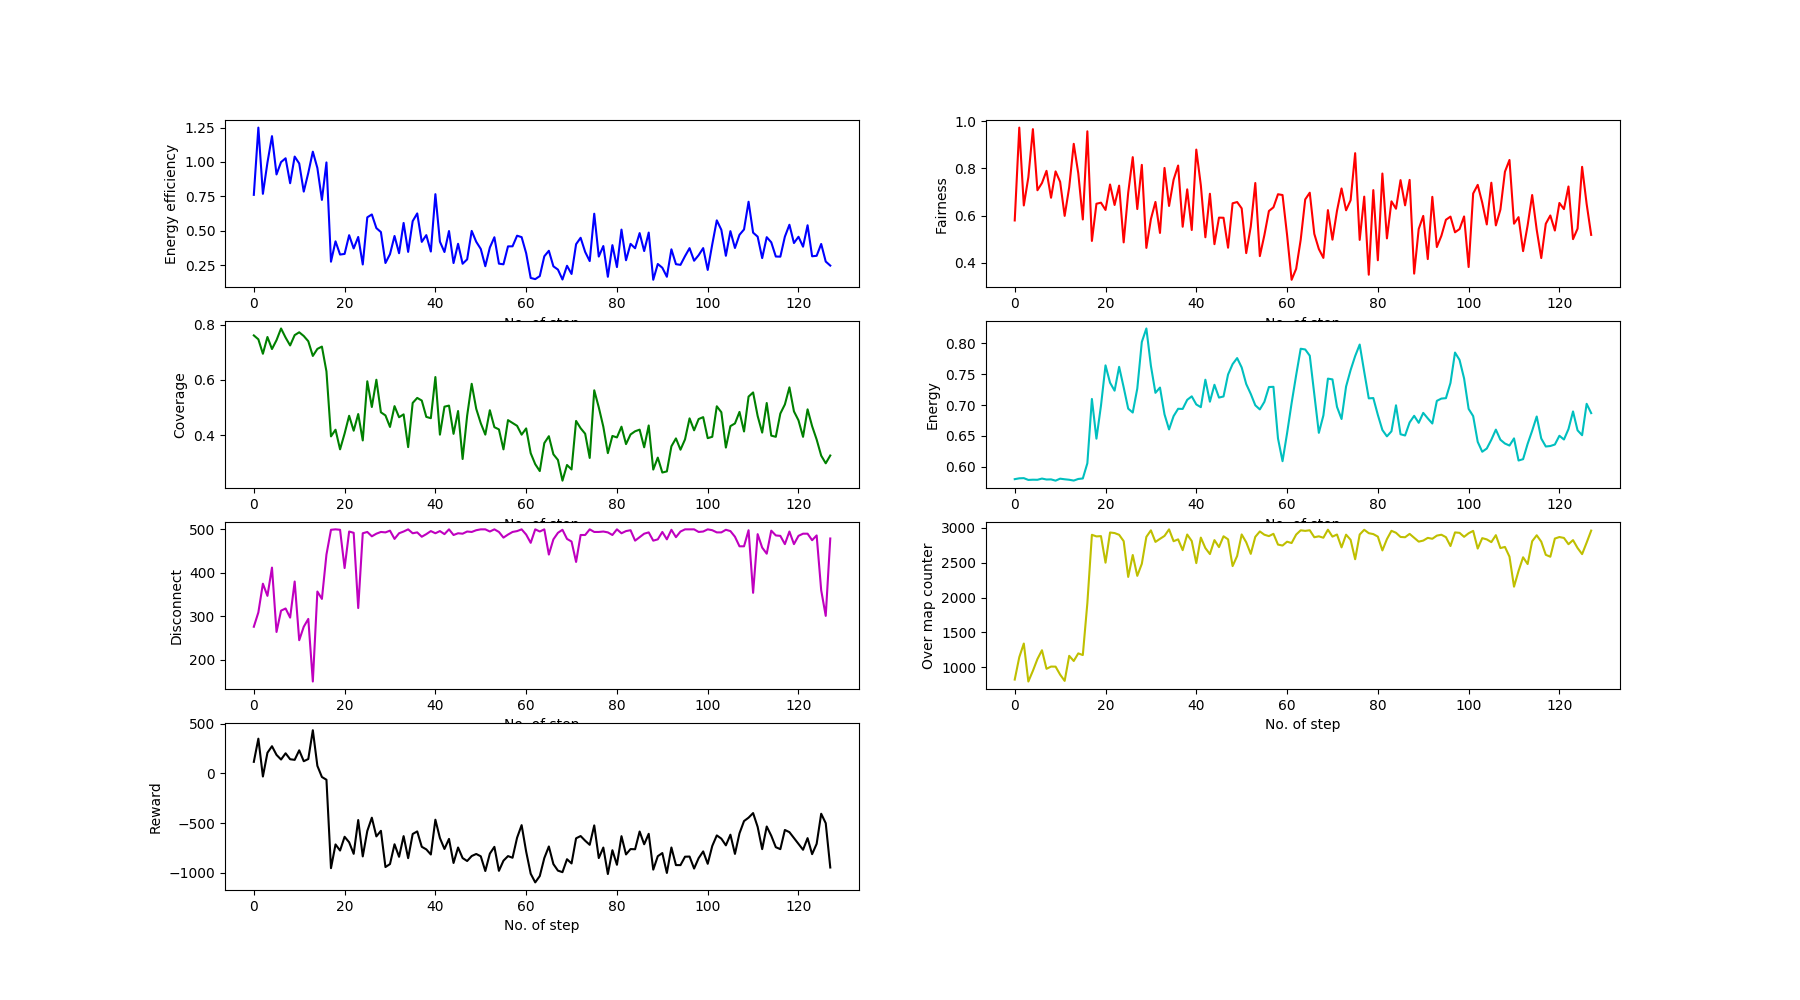 Energy efficiency
1.25
1.00
0.75
0.50
0.25
0 20 40 60 80 100 120
Fairness
1.0
0.8
0.6
0.4
0 20 40 60 80 100 120
Coverage
0.8
0.6
0.4
0 20 40 60 80 100 120
Energy
0.80
0.75
0.70
0.65
0.60
0 20 40 60 80 100 120
Disconnect
500
400
300
200
0 20 40 60 80 100 120
Over map counter
3000
2500
2000
1500
1000
0 20 40 60 80 100 120
No. of step
Reward
500
0
−500
−1000
0 20 40 60 80 100 120
No. of step